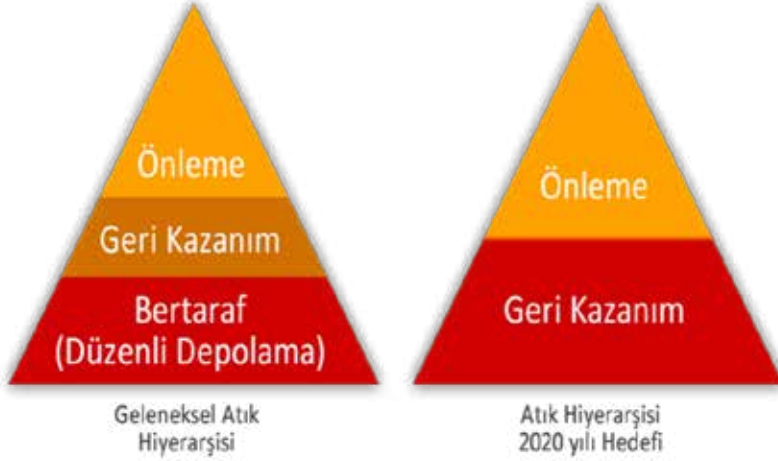 Önleme
Geri Kazanım
Bertaraf
(Düzenli Depolama)
Geleneksel Atık
Hiyerarşisi
Önleme
Geri Kazanım
Atık Hiyerarşisi
2020 yılı Hedefi